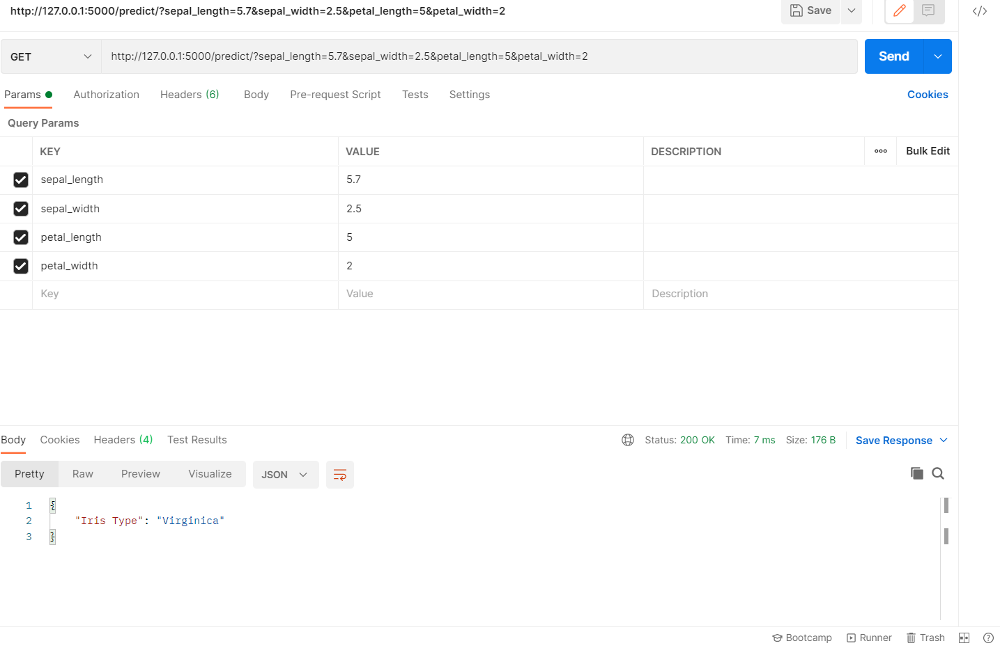 http://127.0.0.1:5000/predict/?sepal_length=5.7&sepal_width=2.5&petal_length=5&petal_width=2
Save
GET http://127.0.0.1:5000/predict/?sepal_length=5.7&sepal_width=2.5&petal_length=5&petal_width=2 Send
Params Authorization Headers (6) Body Pre-request Script Tests Settings Cookies
Query Params
KEY VALUE DESCRIPTION Bulk Edit
sepal_length 5.7
sepal_width 2.5
petal_length 5
petal_width 2
Key Value Description
Body Cookies Headers (4) Test Results Status: 200 OK Time: 7 ms Size: 176 B Save Response
Pretty Raw Preview Visualize JSON
1 {
2 "Iris Type": "Virginica"
3 }
Bootcamp Runner Trash